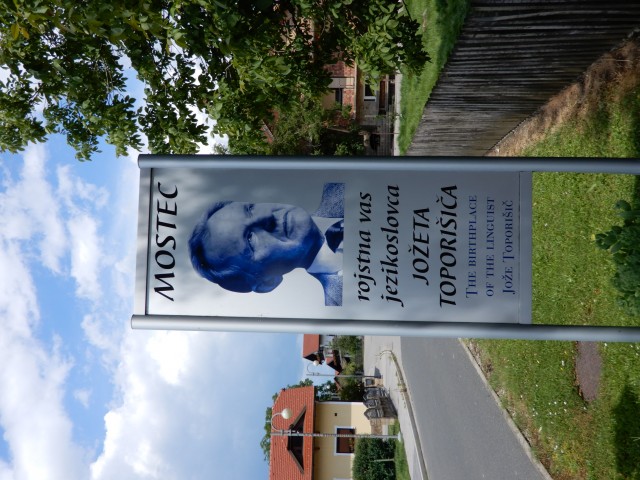 MOSTEC
rojstna vas
jezikoslovca
JOŽETA
TOPORIŠIČA
THE BIRTHPLACE
OF THE LINGUIST
JOŽE TOPORIŠIČ